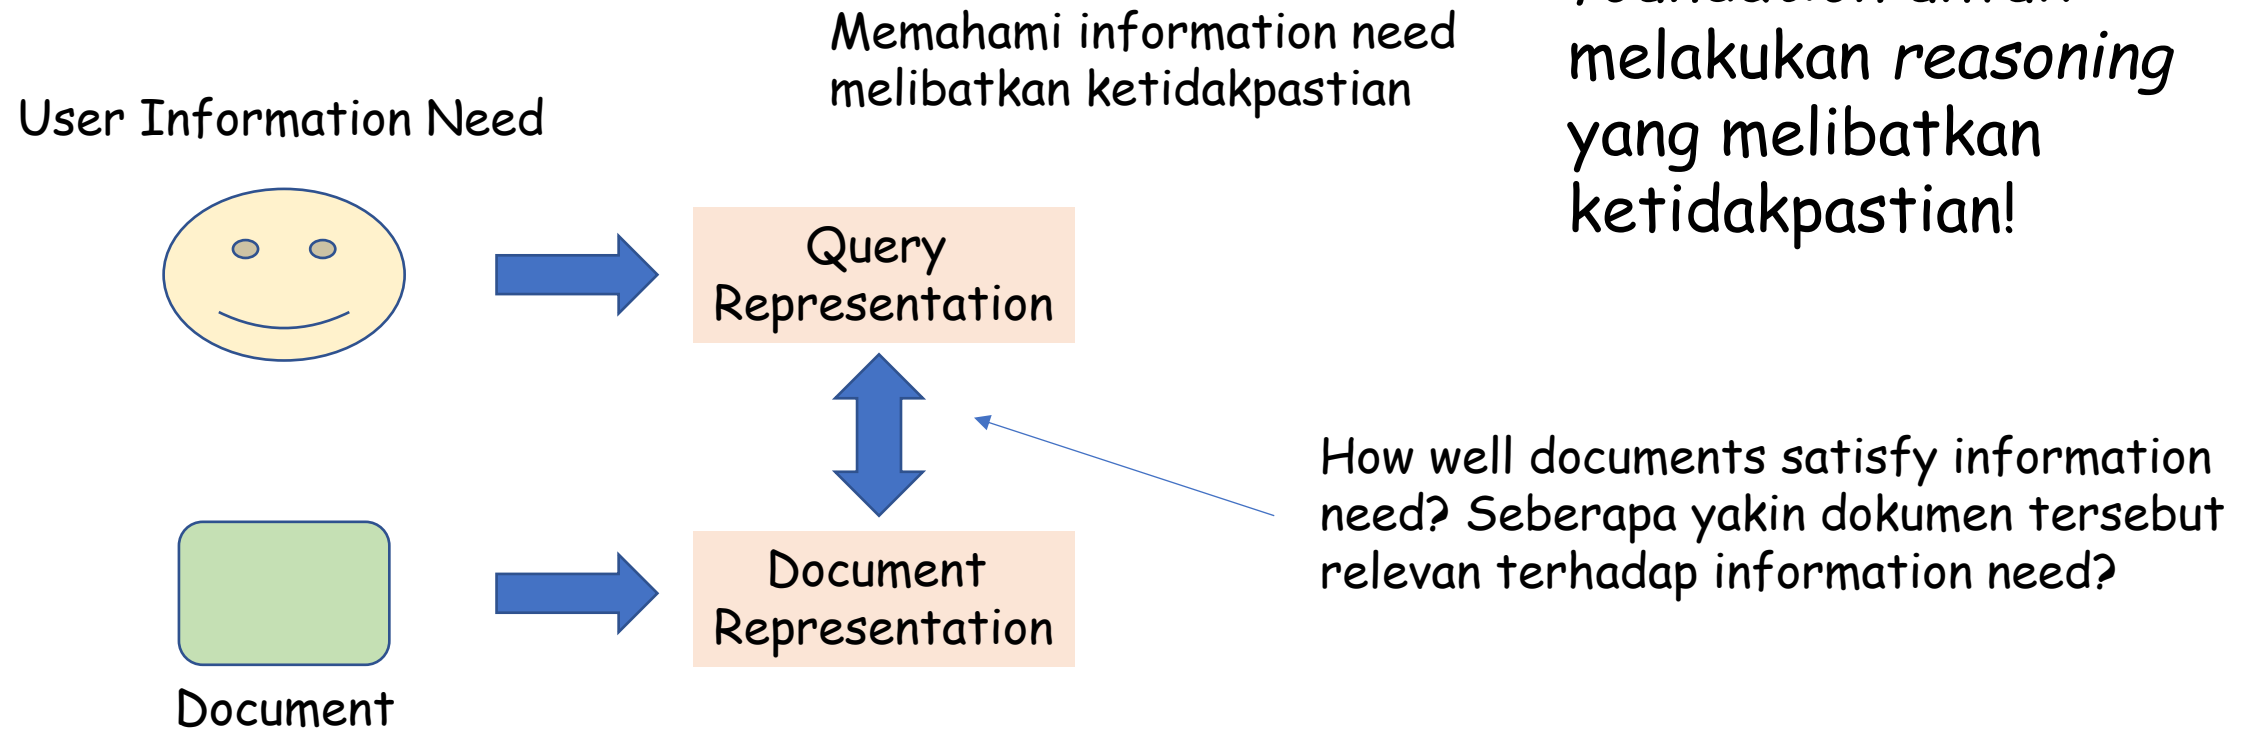 Memahami information need
melibatkan ketidakpastian
melakukan reasoning
yang melibatkan
ketidakpastian!
User Information Need
Query
Representation
How well documents satisfy information
need? Seberapa yakin dokumen tersebut
relevan terhadap information need?
Document
Representation
Document